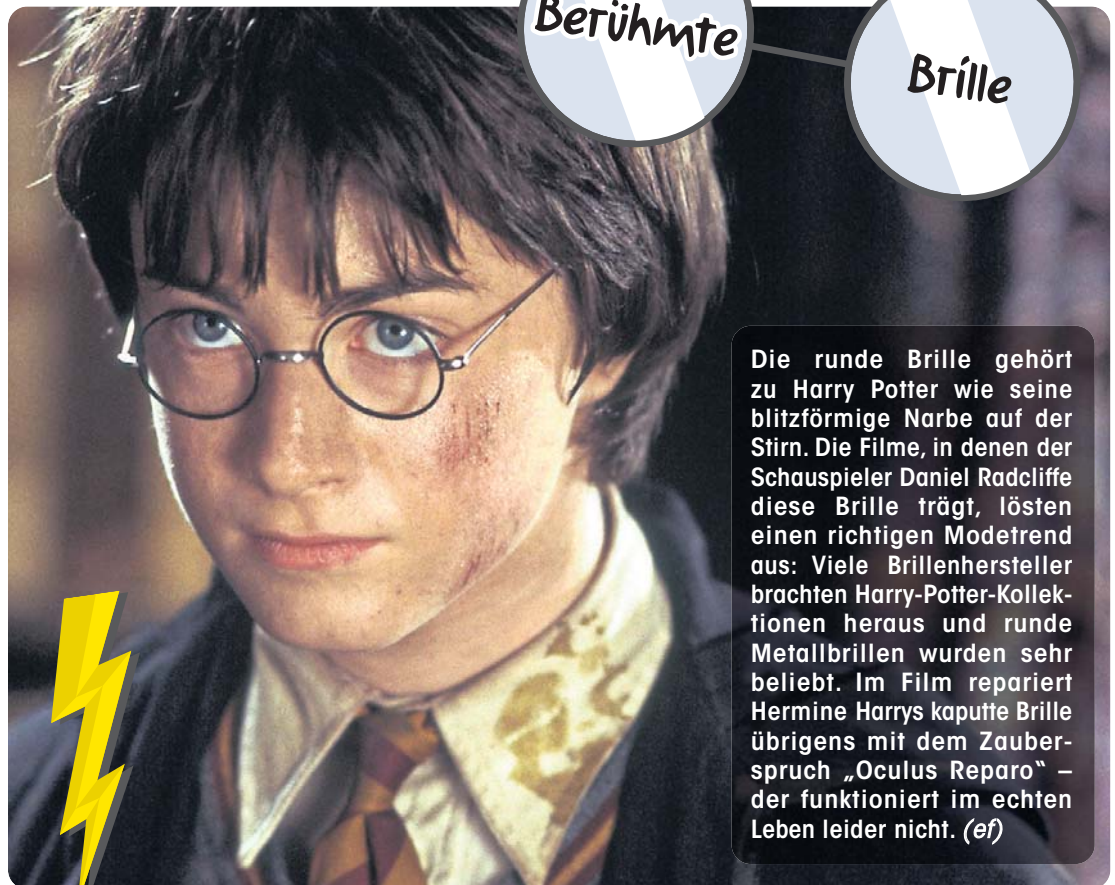 Berühmte
Brille
Die runde Brille gehört
zu Harry Potter wie seine
blitzförmige Narbe auf der
Stirn. Die Filme, in denen der
Schauspieler Daniel Radcliffe
diese Brille trägt, lösten
einen richtigen Modetrend
aus: Viele Brillenhersteller
brachten Harry-Potter-Kollek-
tionen heraus und runde
Metallbrillen wurden sehr
beliebt. Im Film repariert
Hermine Harrys kaputte Brille
übrigens mit dem Zauber-
spruch „Oculus Reparo“ –
der funktioniert im echten
Leben leider nicht. (ef)